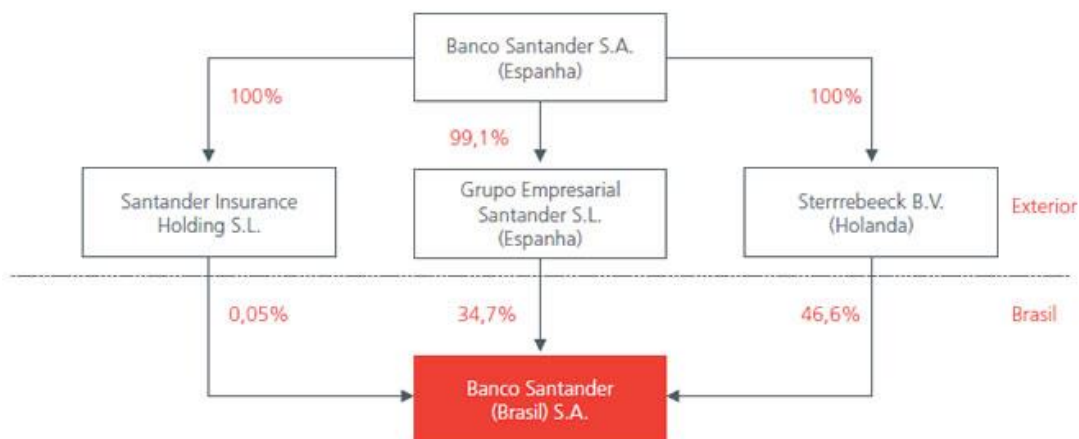 Banco Santander S.A.
(Espanha)
100%
99,1%
100%
Santander Insurance
Holding S.L.
Grupo Empresarial
Santander S.L.
(Espanha)
Sterrrebeeck B.V.
(Holanda)
Exterior
0,05%
34,7%
46,6%
Brasil
Banco Santander
(Brasil) S.A.